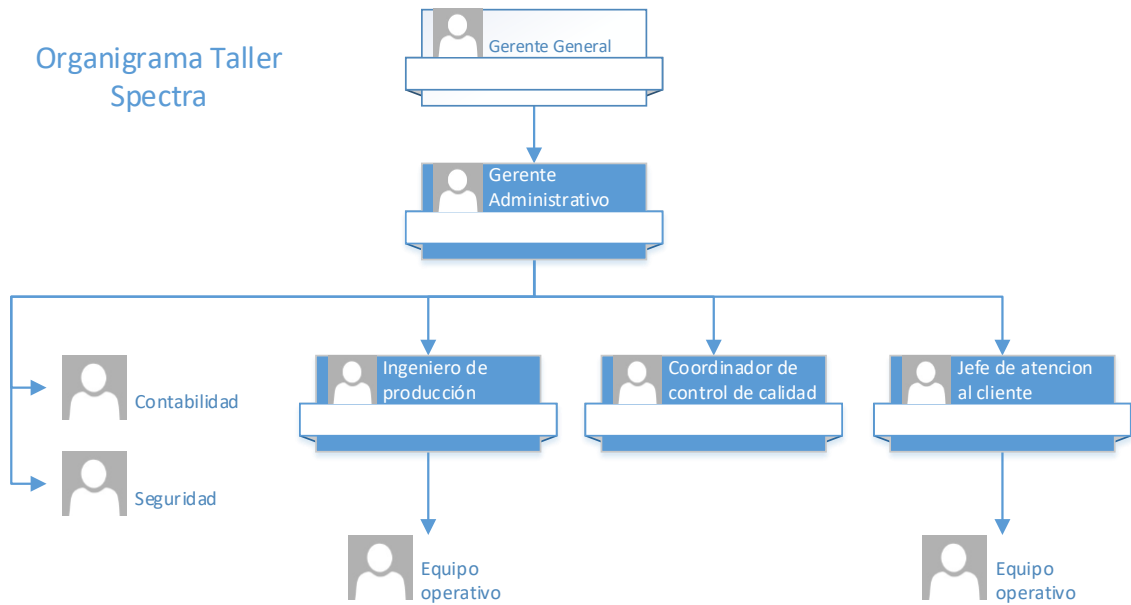 Organigrama Taller
Spectra
Gerente General
Gerente
Administrativo
Contabilidad
Seguridad
Ingeniero de
producción
Coordinador de
control de calidad
Jefe de atencion
al cliente
Equipo
operativo
Equipo
operativo